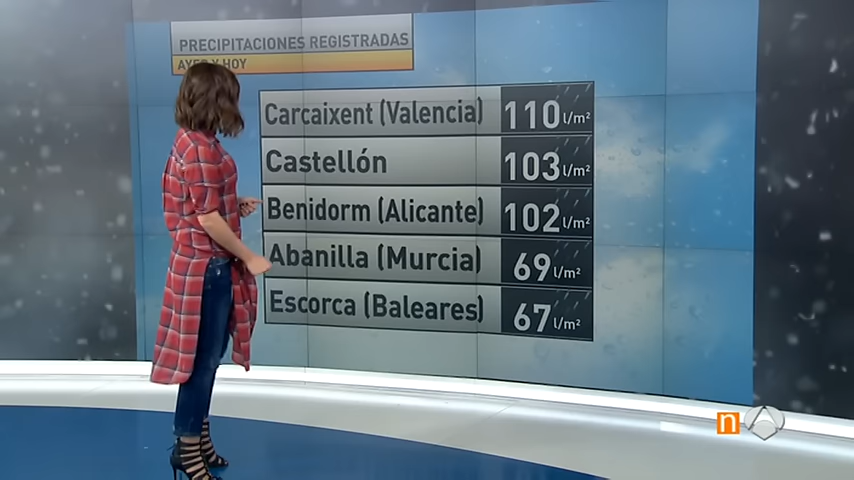 PRECIPITACIONES REGISTRADAS
AYER Y HOY
Carcaixent (Valencia) 110 l/m²
Castellón 103 l/m²
Benidorm (Alicante) 102 l/m²
Abanilla (Murcia) 69 l/m²
Escorca (Baleares) 67 l/m²
n